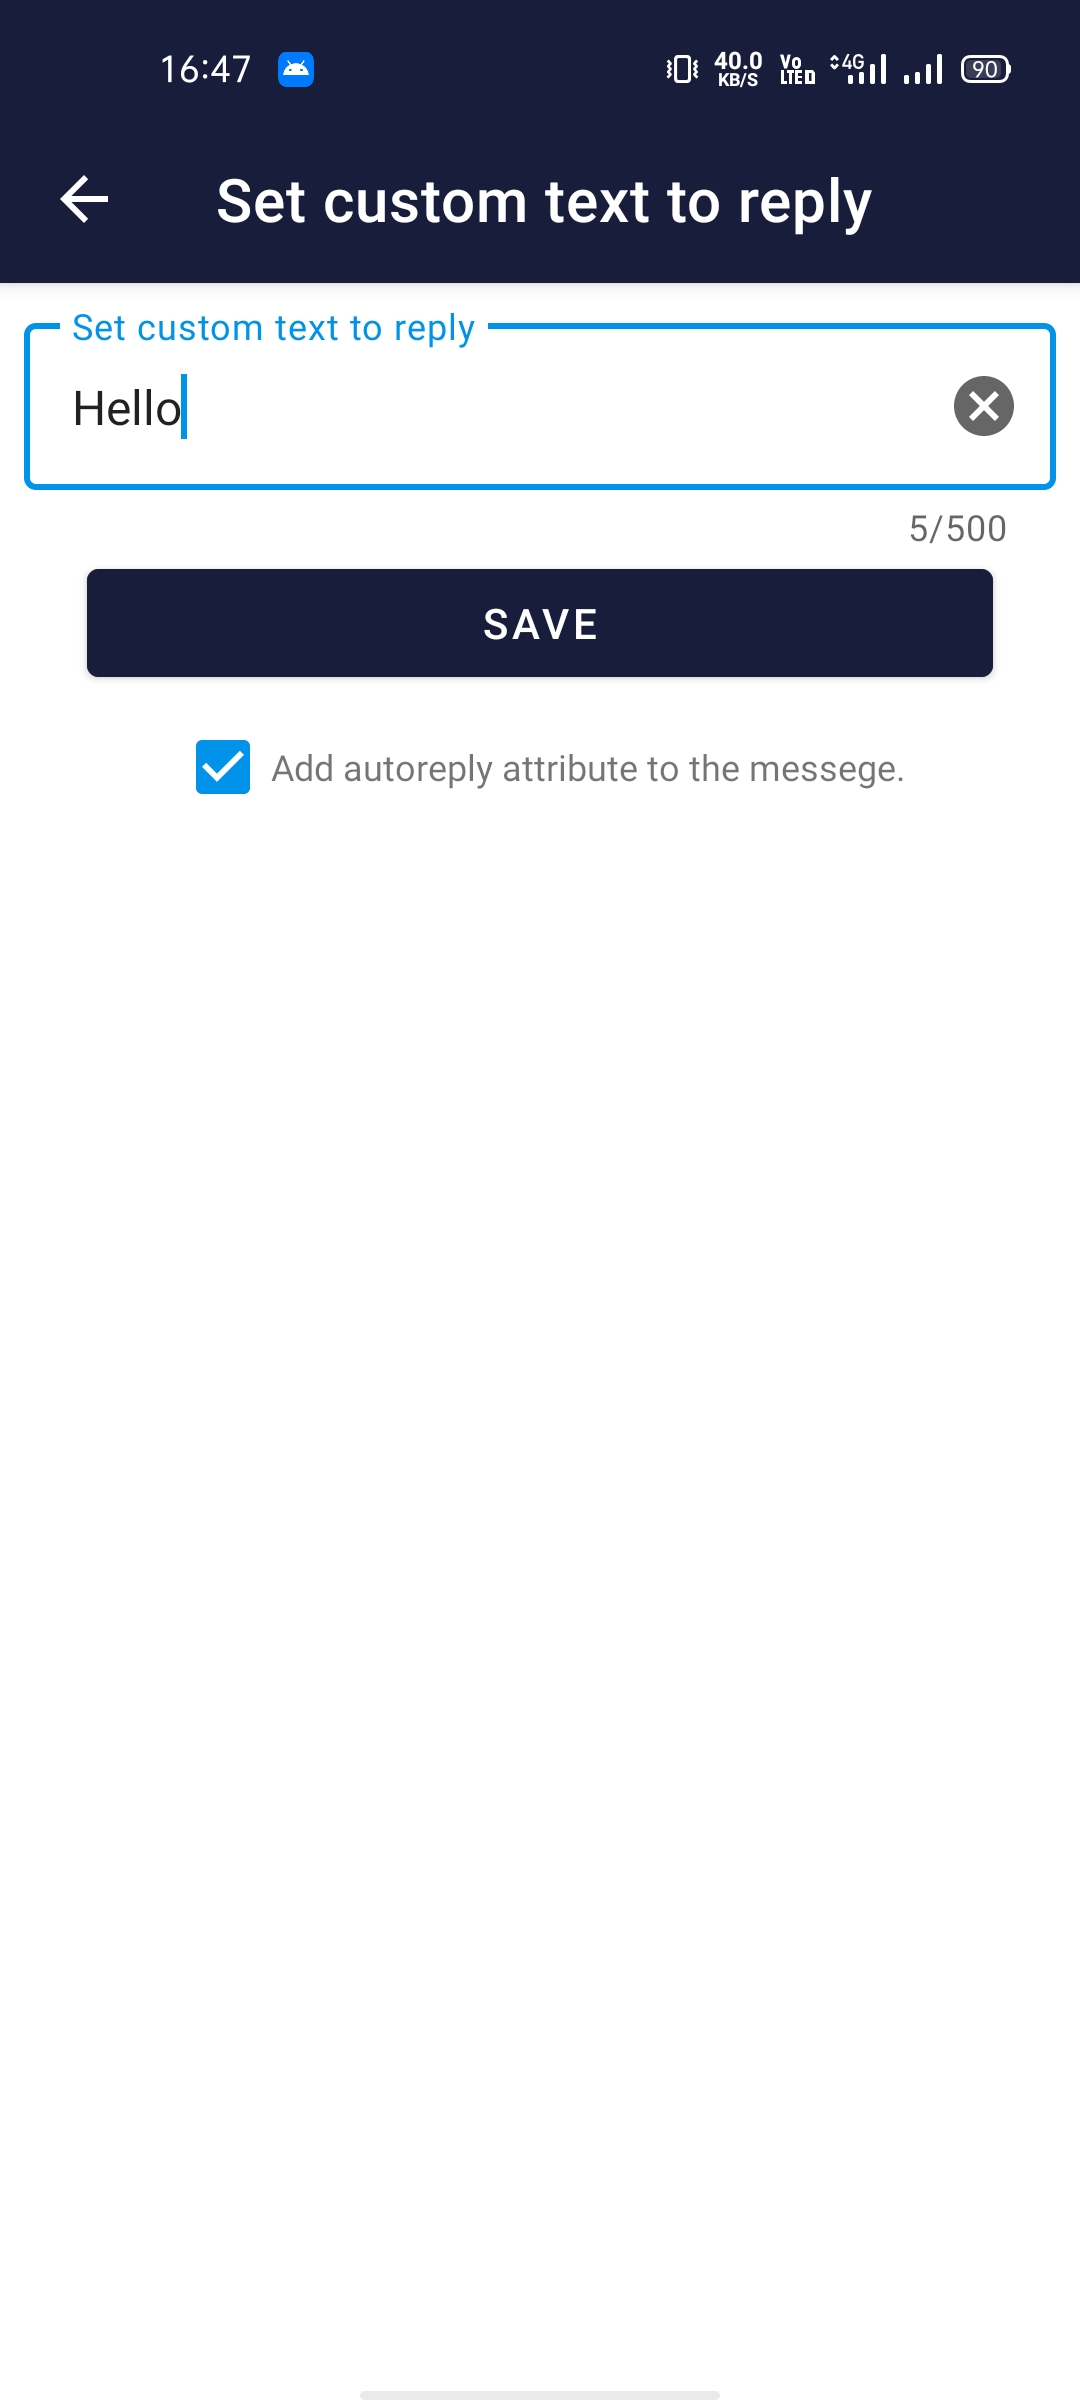 16:47
40.0
KB/S
Vo
LTE
4G
90
Set custom text to reply
Set custom text to reply
Hello
5/500
SAVE
Add autoreply attribute to the messege.